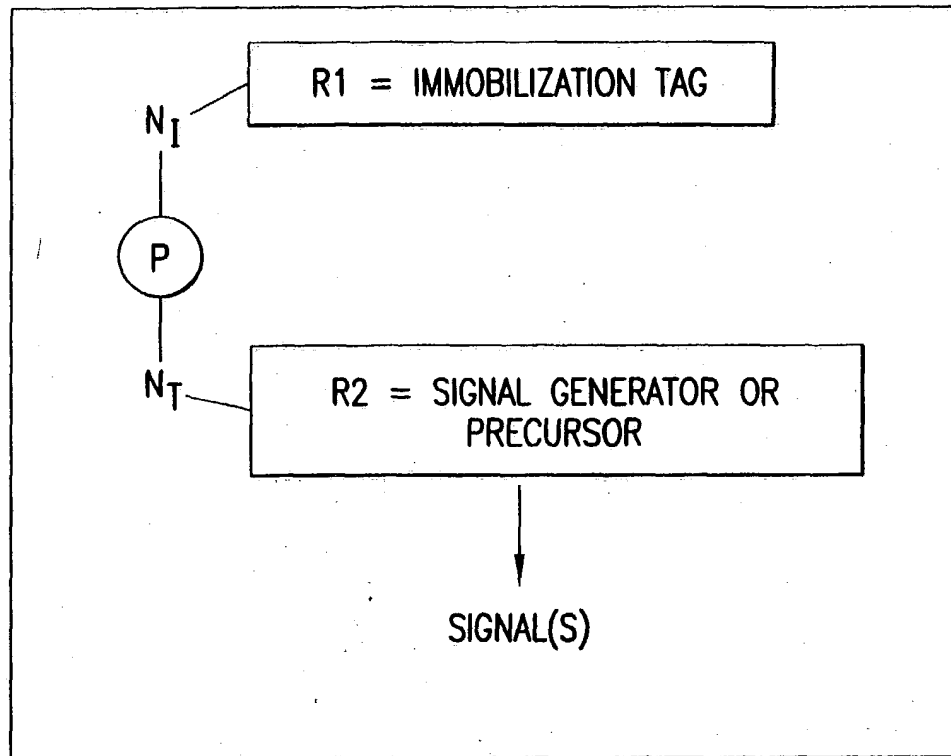 R1 = IMMOBILIZATION TAG
N_I
P
N_T
R2 = SIGNAL GENERATOR OR
PRECURSOR
SIGNAL(S)